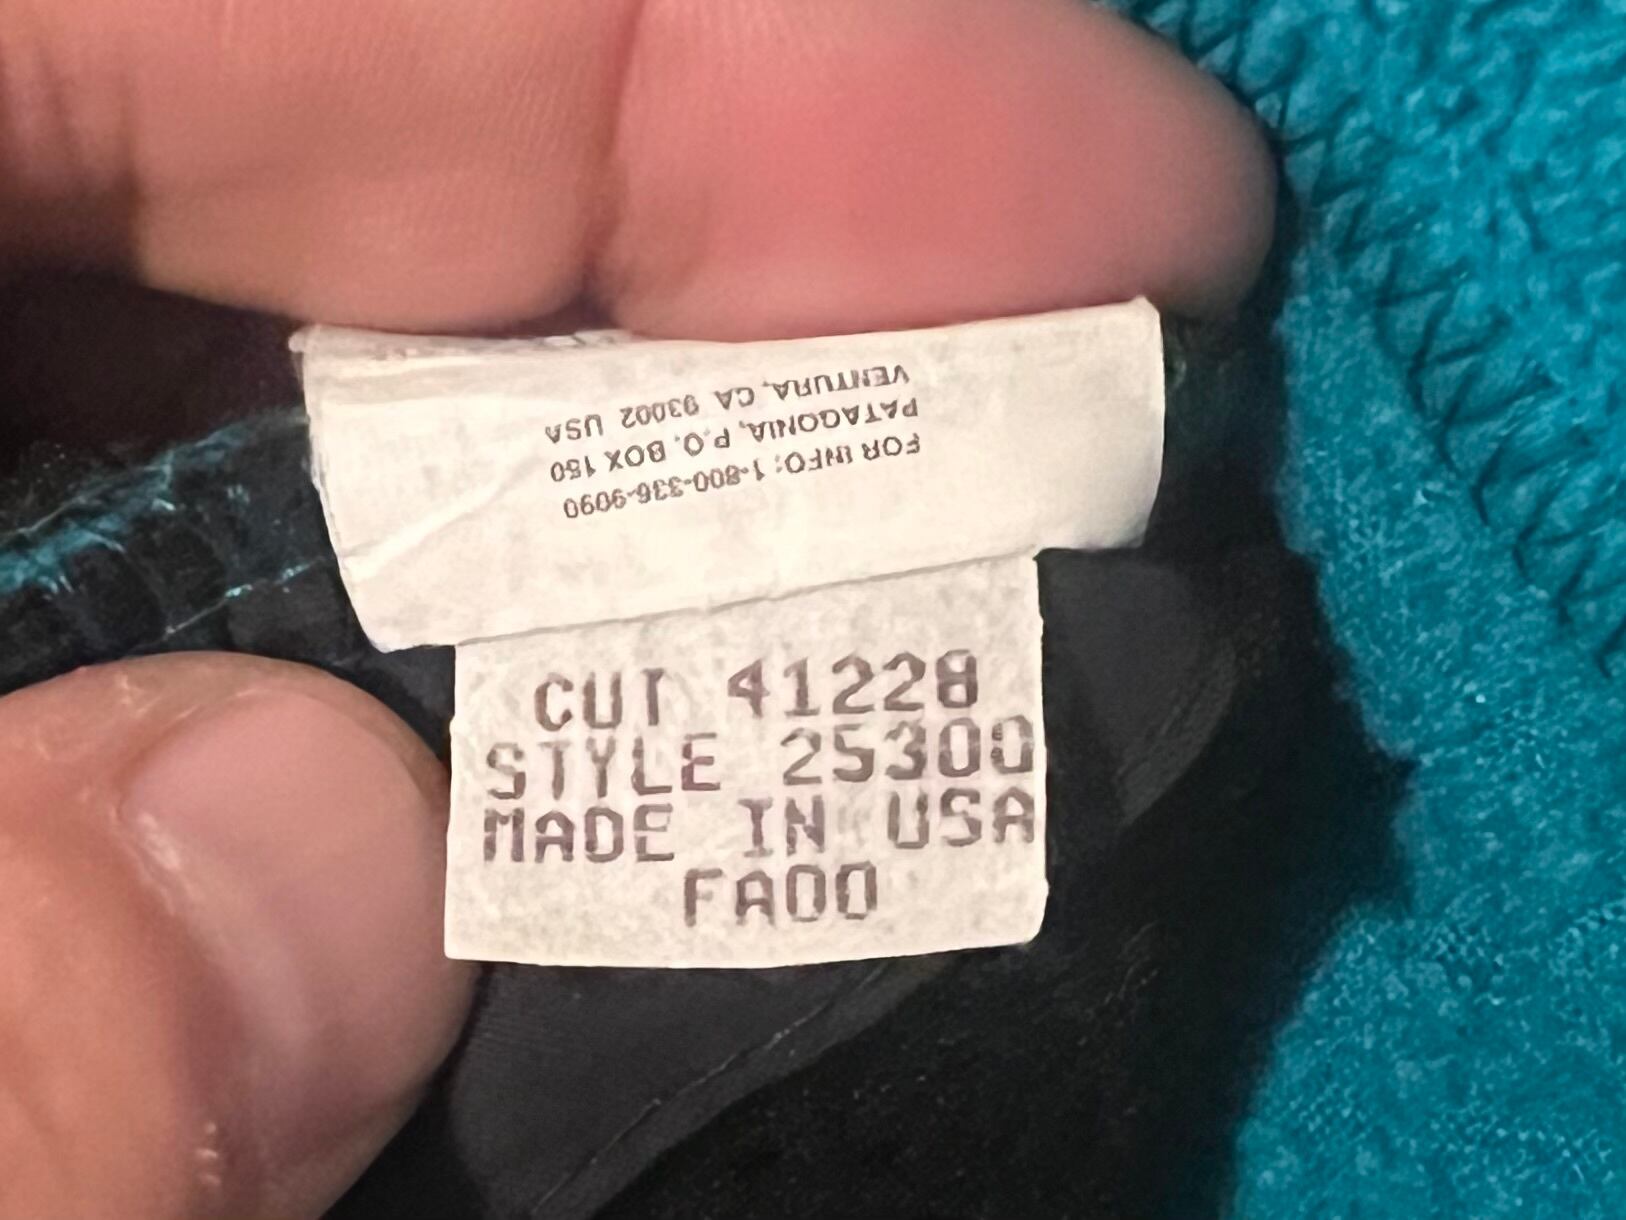 FOR INFO: 1-800-336-9090
PATAGONIA, P.O. BOX 150
VENTURA, CA 93002 USA
CUT 41228
STYLE 25300
MADE IN USA
FA00